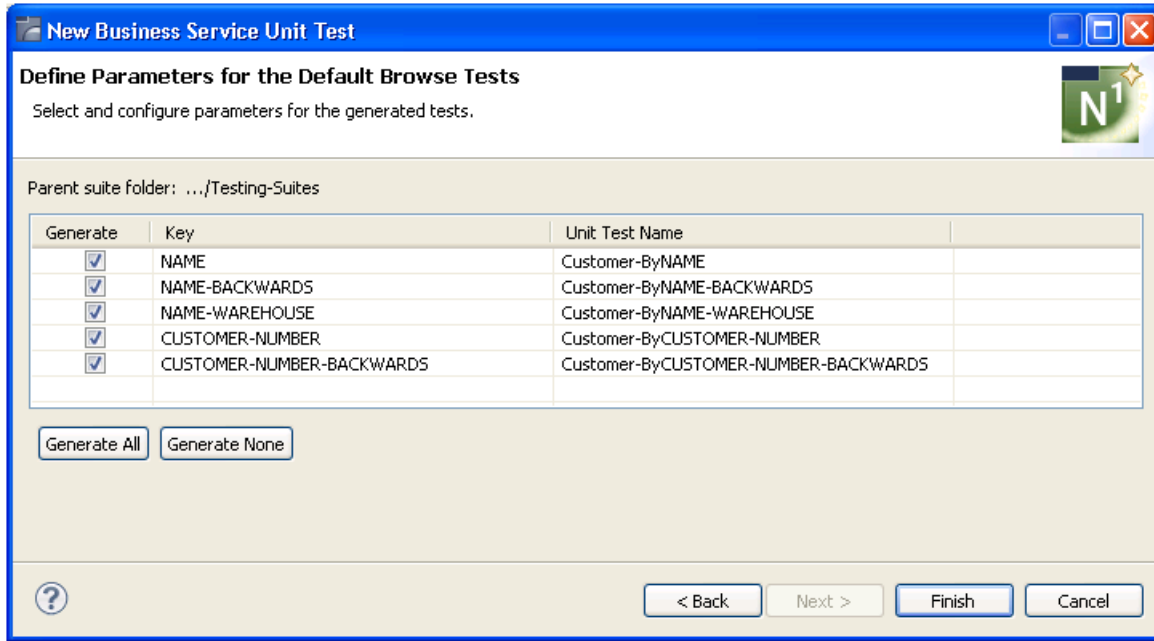 New Business Service Unit Test
Define Parameters for the Default Browse Tests
Select and configure parameters for the generated tests.
N1
Parent suite folder: .../Testing-Suites
Generate Key Unit Test Name
NAME Customer-ByNAME
NAME-BACKWARDS Customer-ByNAME-BACKWARDS
NAME-WAREHOUSE Customer-ByNAME-WAREHOUSE
CUSTOMER-NUMBER Customer-ByCUSTOMER-NUMBER
CUSTOMER-NUMBER-BACKWARDS Customer-ByCUSTOMER-NUMBER-BACKWARDS
Generate All Generate None
? < Back Next > Finish Cancel